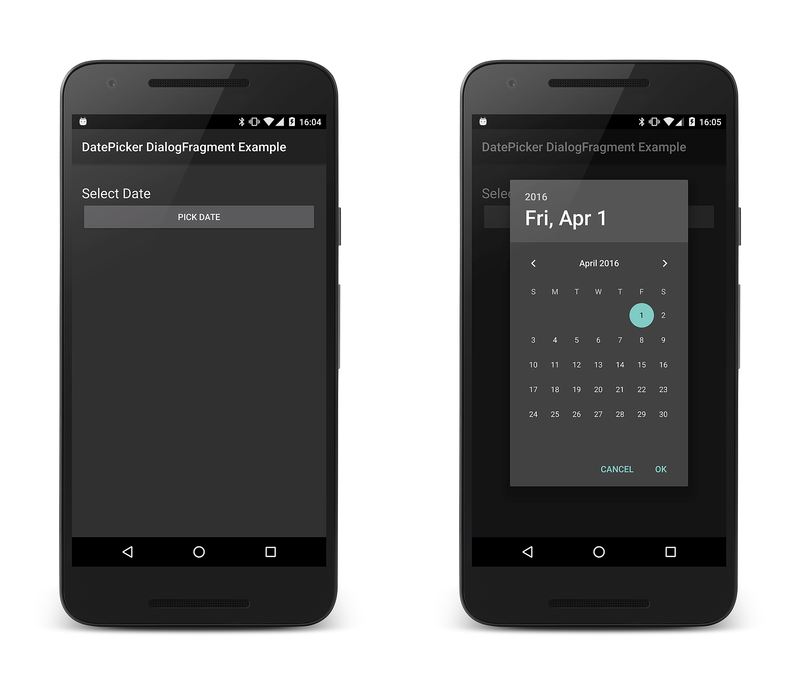 16:04
DatePicker DialogFragment Example
Select Date
PICK DATE
16:05
DatePicker DialogFragment Example
Selec
2016
Fri, Apr 1
April 2016
S M T W T F S
1 2
3 4 5 6 7 8 9
10 11 12 13 14 15 16
17 18 19 20 21 22 23
24 25 26 27 28 29 30
CANCEL OK